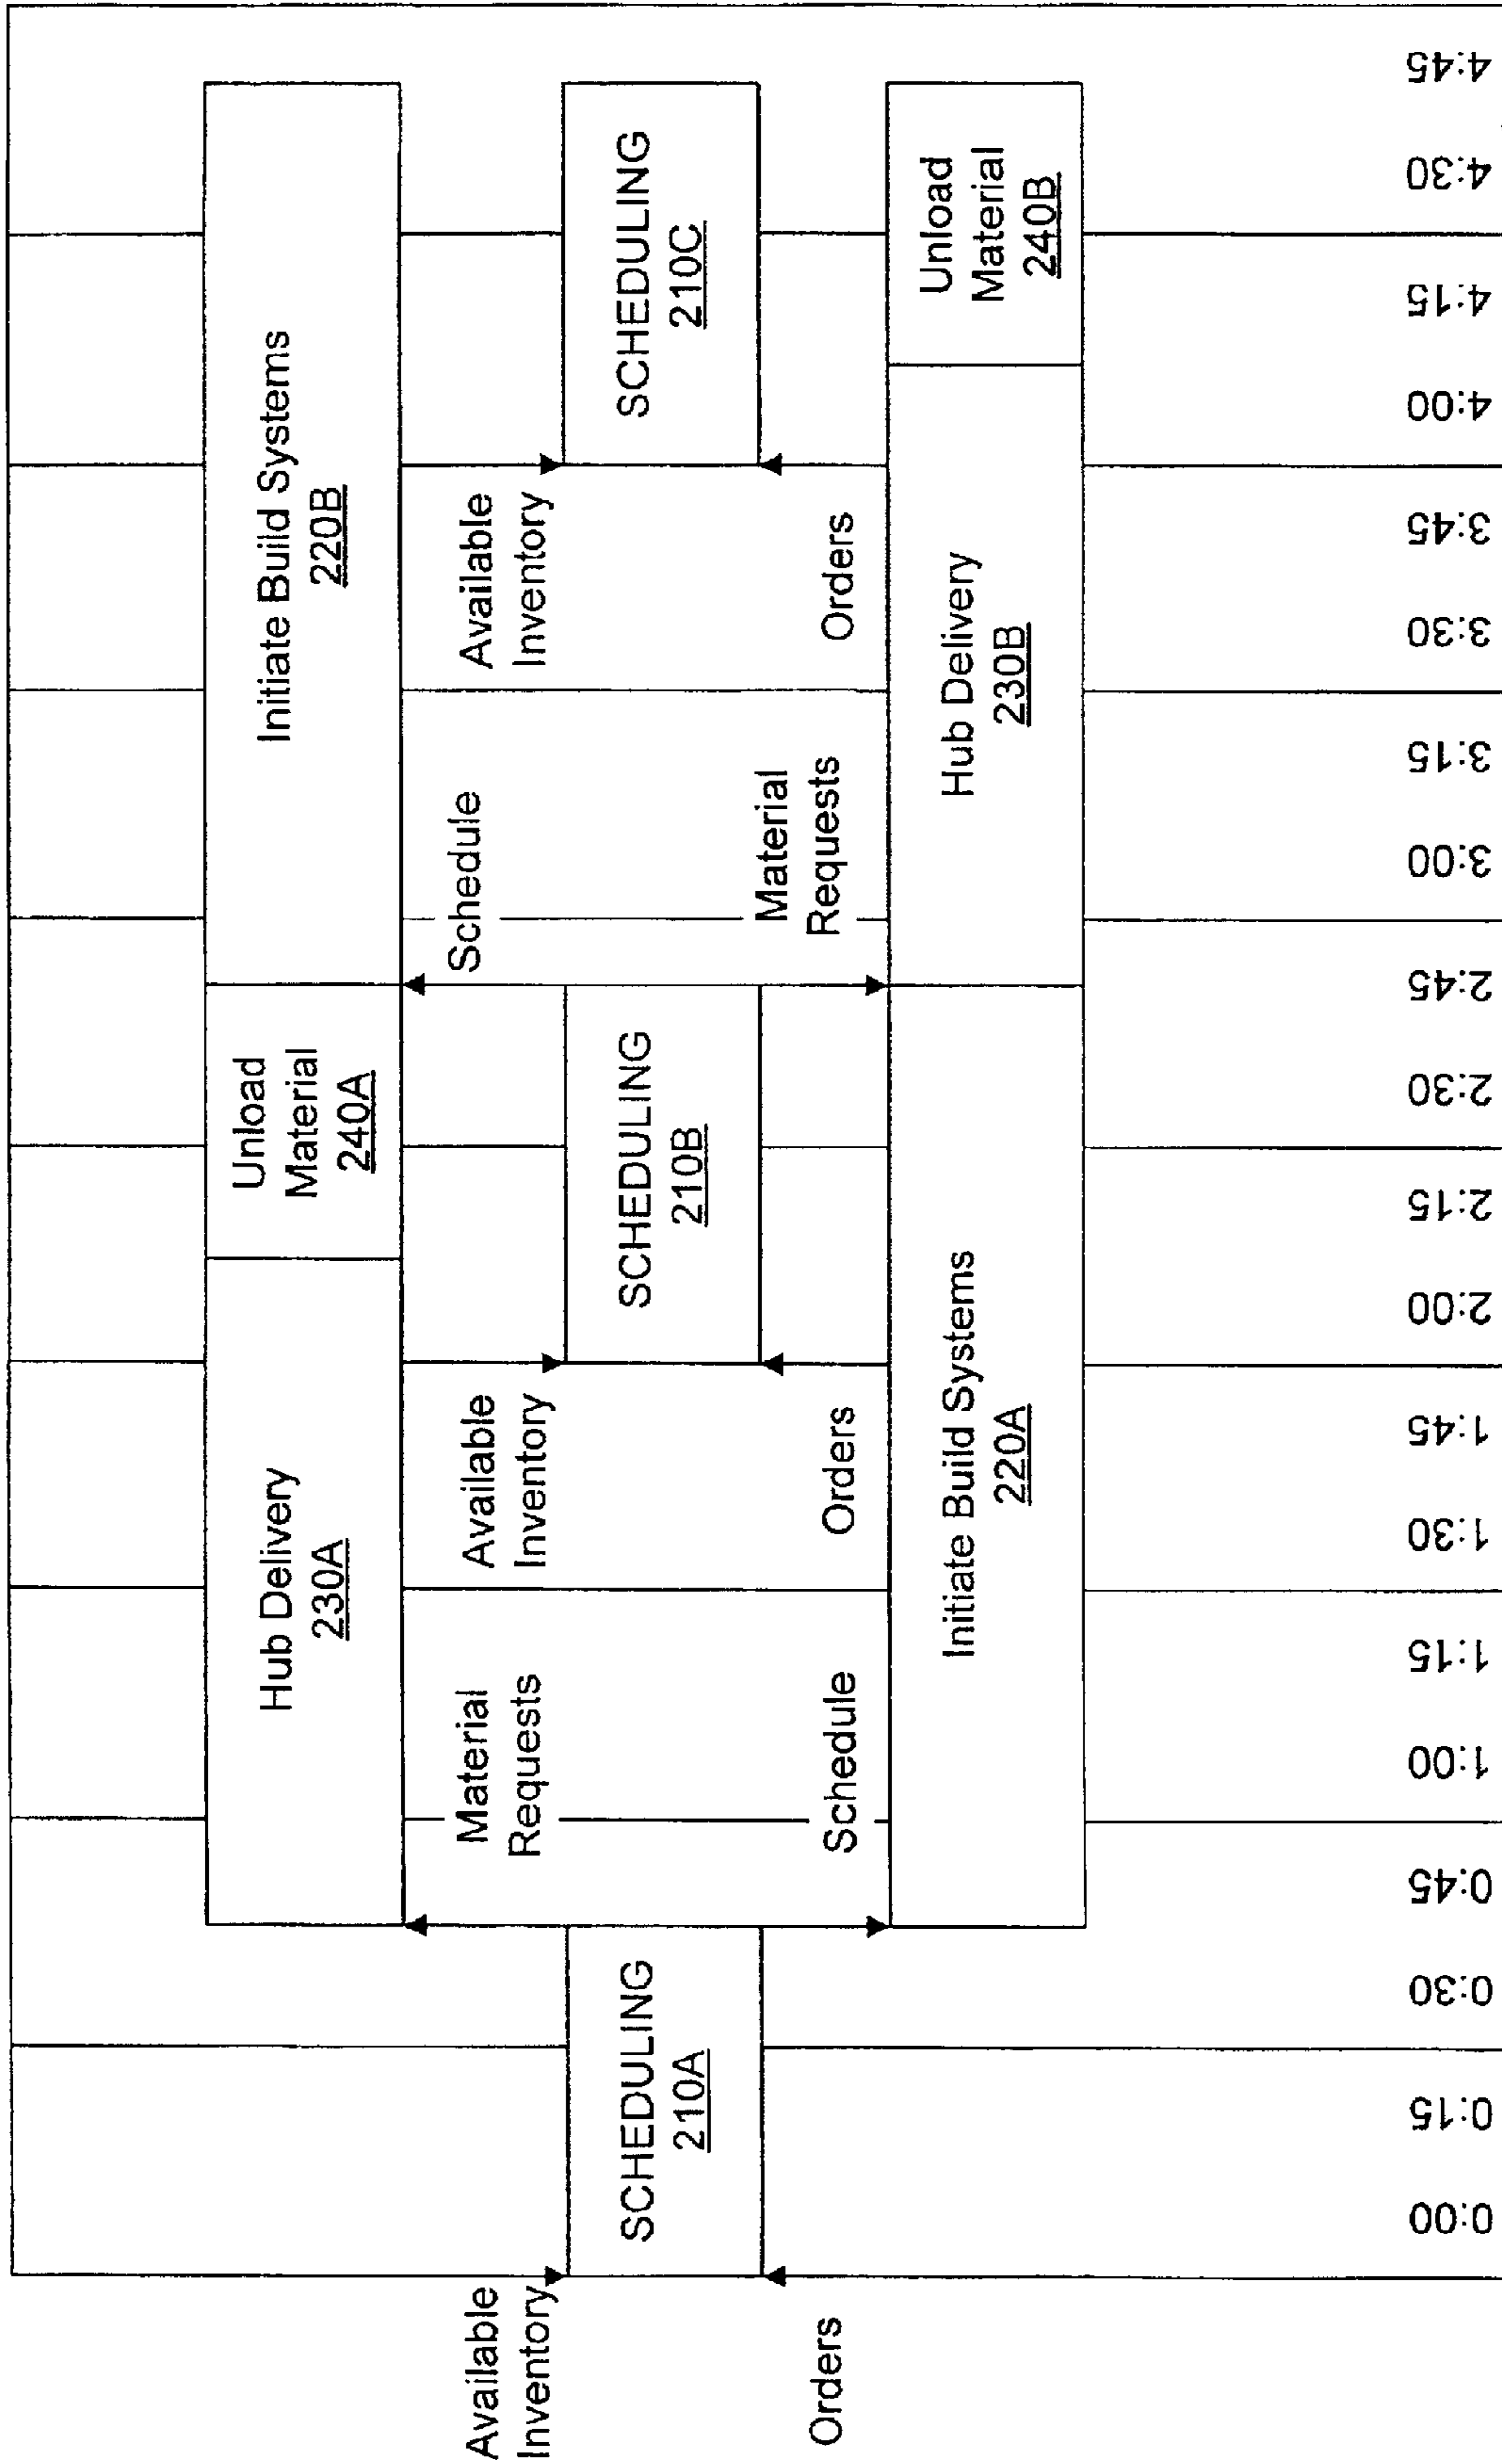 Available
Inventory
Orders
SCHEDULING
210A
Hub Delivery
230A
Material
Requests
Schedule
Initiate Build Systems
220A
Available
Inventory
Orders
Unload
Material
240A
SCHEDULING
210B
Initiate Build Systems
220B
Schedule
Material
Requests
Hub Delivery
230B
Available
Inventory
Orders
SCHEDULING
210C
Unload
Material
240B
0:00
0:15
0:30
0:45
1:00
1:15
1:30
1:45
2:00
2:15
2:30
2:45
3:00
3:15
3:30
3:45
4:00
4:15
4:30
4:45